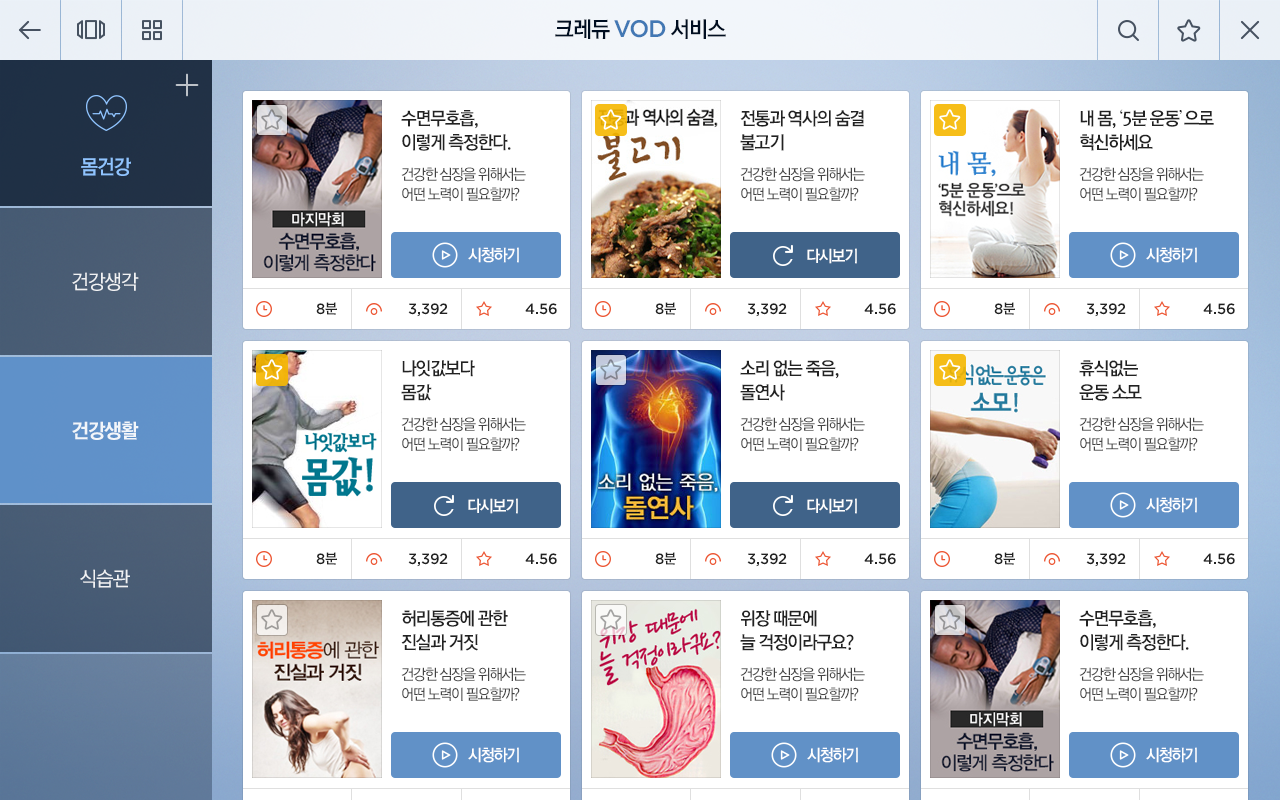 크레듀 VOD 서비스
몸건강
건강생각
건강생활
식습관
마지막회
수면무호흡,
이렇게 측정한다
수면무호흡,
이렇게 측정한다.
건강한 심장을 위해서는
어떤 노력이 필요할까?
시청하기
8분 3,392 4.56
과 역사의 숨결,
불고기
전통과 역사의 숨결
불고기
건강한 심장을 위해서는
어떤 노력이 필요할까?
다시보기
8분 3,392 4.56
내 몸,
‘5분 운동’으로
혁신하세요!
내 몸, ‘5분 운동’으로
혁신하세요
건강한 심장을 위해서는
어떤 노력이 필요할까?
시청하기
8분 3,392 4.56
나잇값보다
몸값!
나잇값보다
몸값
건강한 심장을 위해서는
어떤 노력이 필요할까?
다시보기
8분 3,392 4.56
소리 없는 죽음,
돌연사
소리 없는 죽음,
돌연사
건강한 심장을 위해서는
어떤 노력이 필요할까?
다시보기
8분 3,392 4.56
식없는 운동은
소모!
휴식없는
운동 소모
건강한 심장을 위해서는
어떤 노력이 필요할까?
시청하기
8분 3,392 4.56
허리통증에 관한
진실과 거짓
허리통증에 관한
진실과 거짓
건강한 심장을 위해서는
어떤 노력이 필요할까?
시청하기
위장 때문에
늘 걱정이라구요?
위장 때문에
늘 걱정이라구요?
건강한 심장을 위해서는
어떤 노력이 필요할까?
시청하기
마지막회
수면무호흡,
이렇게 측정한다
수면무호흡,
이렇게 측정한다.
건강한 심장을 위해서는
어떤 노력이 필요할까?
시청하기